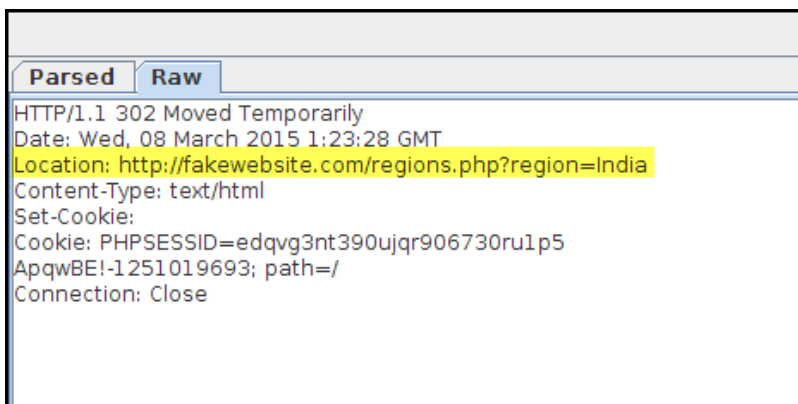 Parsed Raw
HTTP/1.1 302 Moved Temporarily
Date: Wed, 08 March 2015 1:23:28 GMT
Location: http://fakewebsite.com/regions.php?region=India
Content-Type: text/html
Set-Cookie:
Cookie: PHPSESSID=edqvg3nt390ujqr906730ru1p5
ApqwBE!-1251019693; path=/
Connection: Close